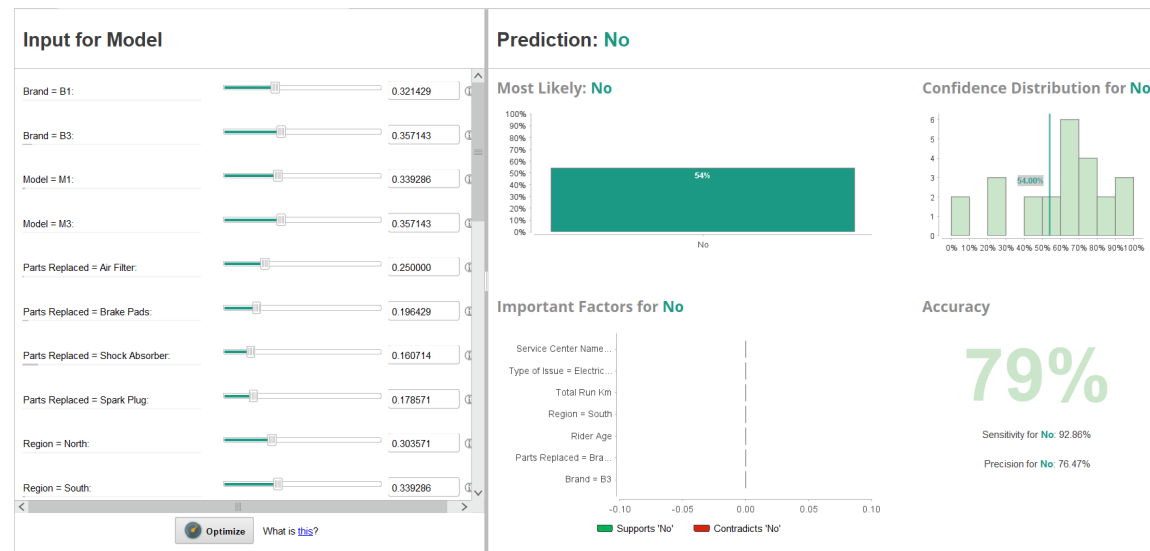 Input for Model
Brand = B1:
0.321429
Brand = B3:
0.357143
Model = M1:
0.339286
Model = M3:
0.357143
Parts Replaced = Air Filter:
0.250000
Parts Replaced = Brake Pads:
0.196429
Parts Replaced = Shock Absorber:
0.160714
Parts Replaced = Spark Plug:
0.178571
Region = North:
0.303571
Region = South:
0.339286
Optimize What is this?
Prediction: No
Most Likely: No
100%
90%
80%
70%
60%
50%
40%
30%
20%
10%
0%
54%
No
Confidence Distribution for No
6
5
4
3
2
1
0
54.00%
0% 10% 20% 30% 40% 50% 60% 70% 80% 90%100%
Important Factors for No
Service Center Name...
Type of Issue = Electric...
Total Run Km
Region = South
Rider Age
Parts Replaced = Bra...
Brand = B3
-0.10 -0.05 0.00 0.05 0.10
Supports 'No' Contradicts 'No'
Accuracy
79%
Sensitivity for No: 92.86%
Precision for No: 76.47%